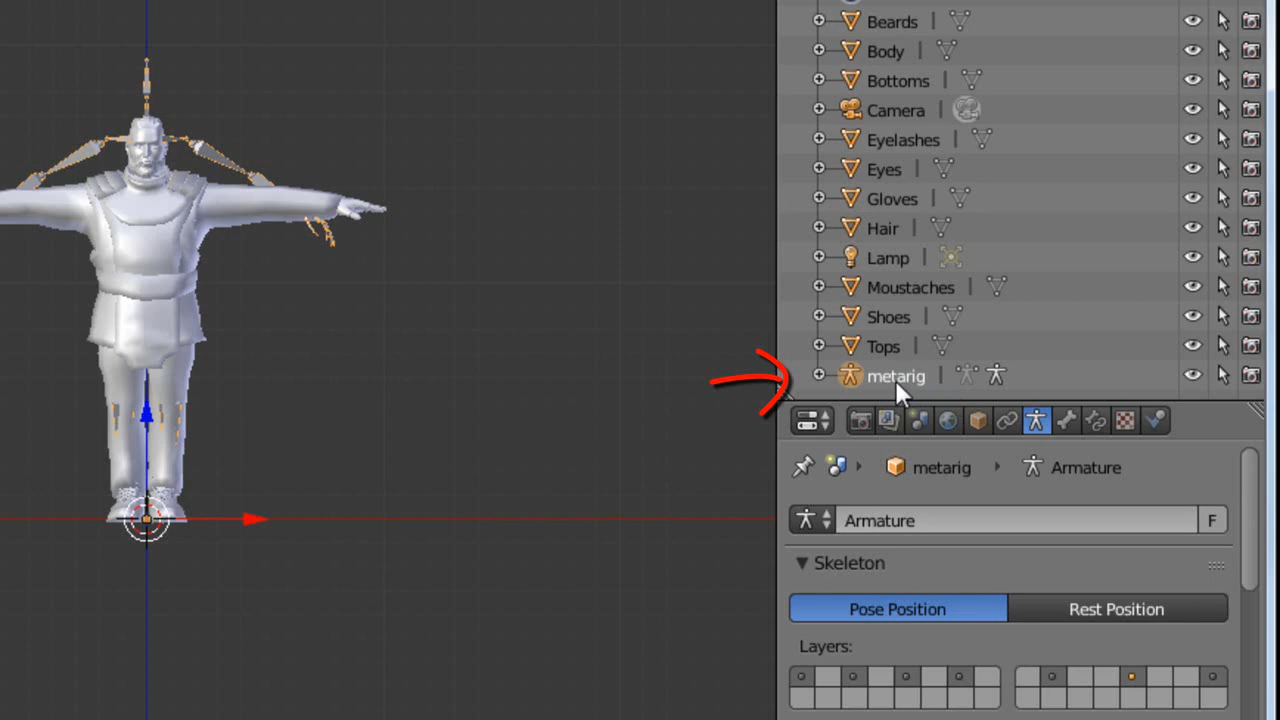 Beards
Body
Bottoms
Camera
Eyelashes
Eyes
Gloves
Hair
Lamp
Moustaches
Shoes
Tops
metarig
metarig Armature
Armature F
Skeleton
Pose Position Rest Position
Layers: